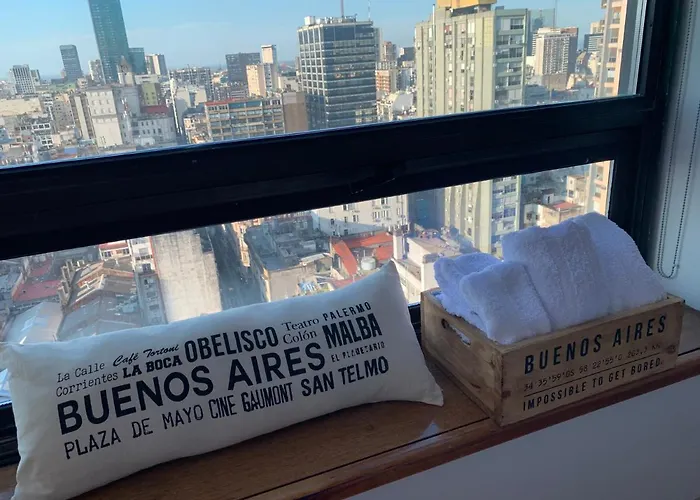 La Calle Café Tortoni OBELISCO Teatro PALERMO
Corrientes LA BOCA Colón MALBA
BUENOS AIRES EL PLANETARIO
PLAZA DE MAYO CINE GAUMONT SAN TELMO
BUENOS AIRES
IMPOSSIBLE TO GET BORED.